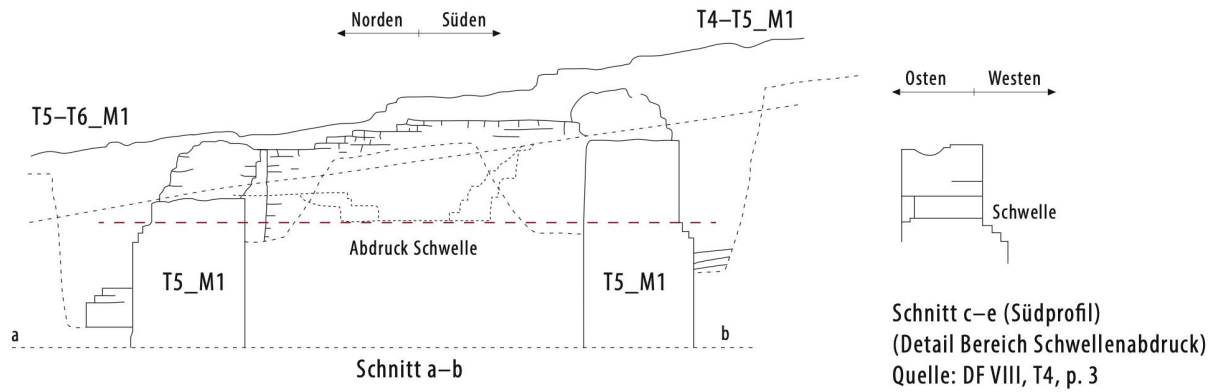 Norden Süden
T4–T5_M1
Osten Westen
T5–T6_M1
Schwelle
Abdruck Schwelle
T5_M1 T5_M1
a b
Schnitt a–b
Schnitt c–e (Südprofil)
(Detail Bereich Schwellenabdruck)
Quelle: DF VIII, T4, p. 3